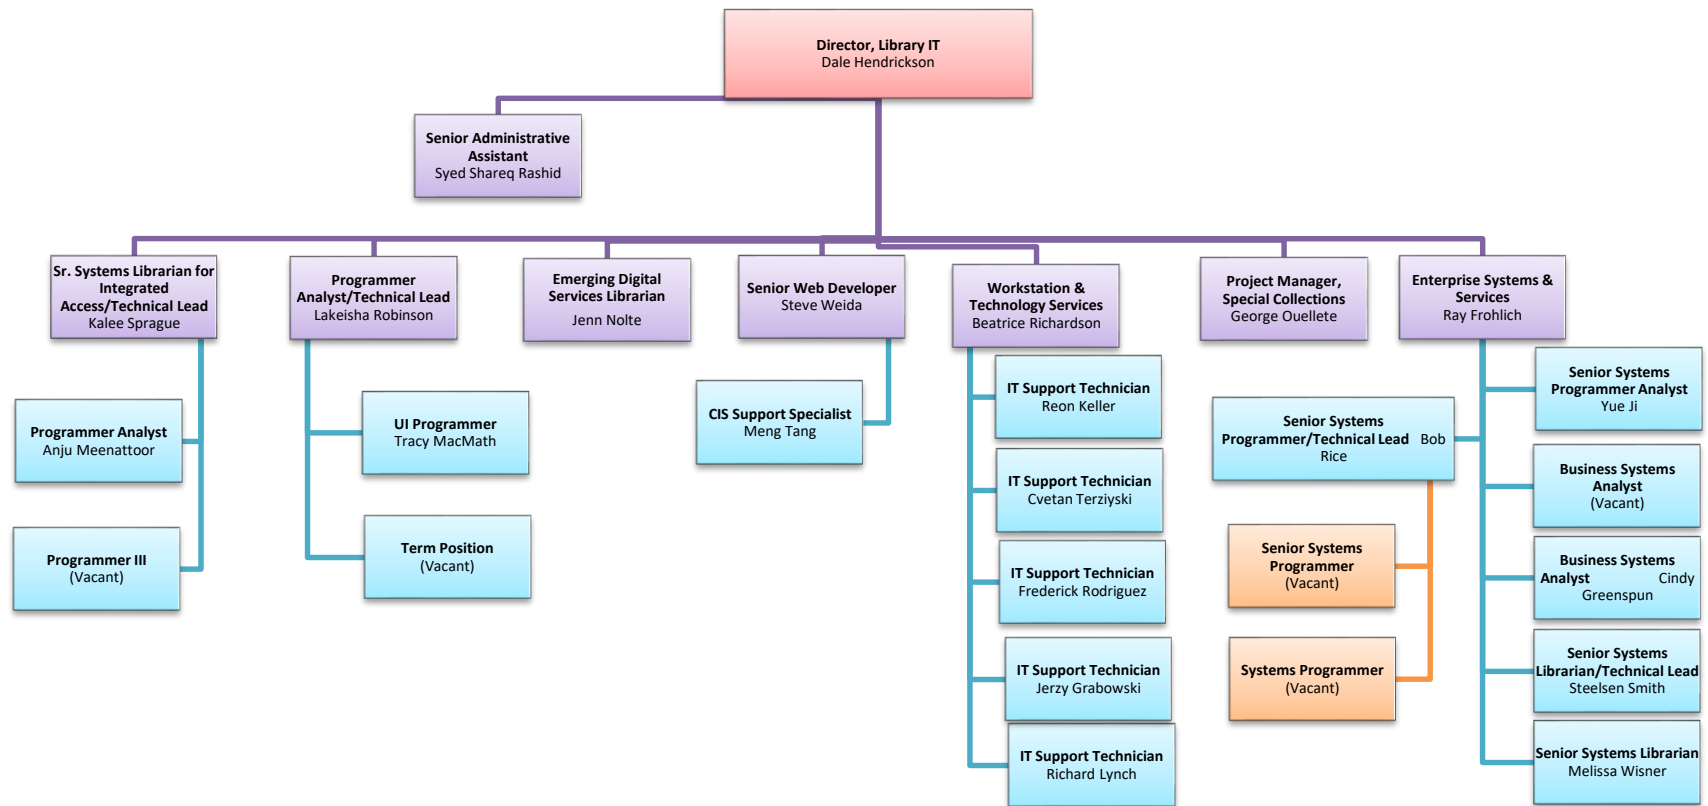 Director, Library IT
Dale Hendrickson
Senior Administrative
Assistant
Syed Shareq Rashid
Sr. Systems Librarian for
Integrated
Access/Technical Lead
Kalee Sprague
Programmer
Analyst/Technical Lead
Lakeisha Robinson
Emerging Digital
Services Librarian
Jenn Nolte
Senior Web Developer
Steve Weida
Workstation &
Technology Services
Beatrice Richardson
Project Manager,
Special Collections
George Ouellete
Enterprise Systems &
Services
Ray Frohlich
Programmer Analyst
Anju Meenattoor
Programmer III
(Vacant)
UI Programmer
Tracy MacMath
Term Position
(Vacant)
CIS Support Specialist
Meng Tang
IT Support Technician
Reon Keller
IT Support Technician
Cvetan Terziyski
IT Support Technician
Frederick Rodriguez
IT Support Technician
Jerzy Grabowski
IT Support Technician
Richard Lynch
Senior Systems
Programmer/Technical Lead Bob
Rice
Senior Systems
Programmer
(Vacant)
Systems Programmer
(Vacant)
Senior Systems
Programmer Analyst
Yue Ji
Business Systems
Analyst
(Vacant)
Business Systems
Analyst Cindy
Greenspun
Senior Systems
Librarian/Technical Lead
Steelsen Smith
Senior Systems Librarian
Melissa Wisner